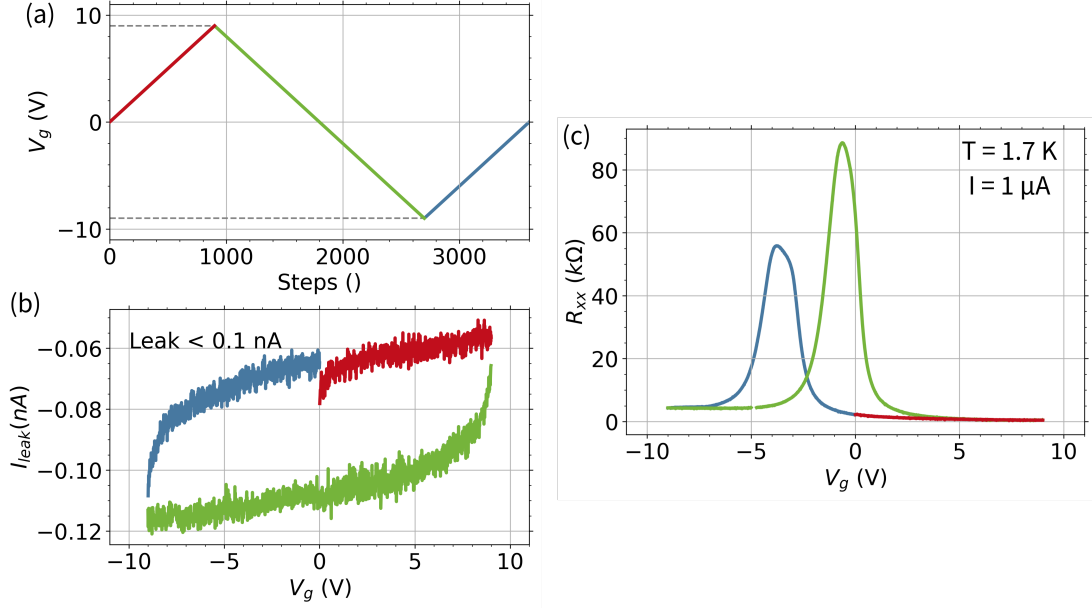 (a)
10
0
−10
V_g (V)
0
1000
2000
3000
Steps ()
(b)
Leak < 0.1 nA
−0.06
−0.08
−0.10
−0.12
I_leak(nA)
−10
−5
0
5
10
V_g (V)
(c)
T = 1.7 K
I = 1 μA
80
60
40
20
0
R_xx (kΩ)
−10
−5
0
5
10
V_g (V)